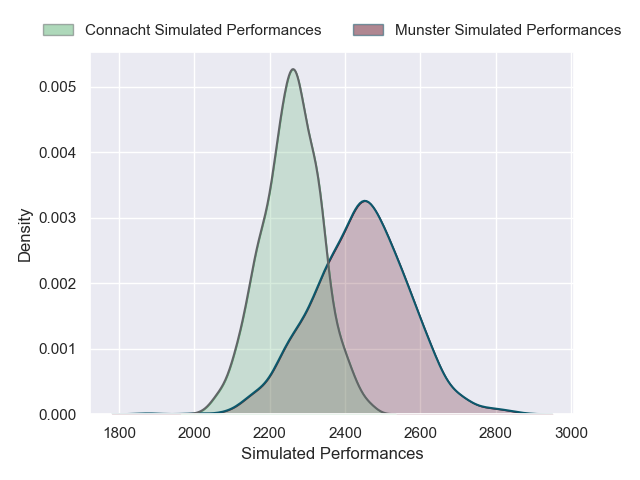 Connacht Simulated Performances Munster Simulated Performances
0.005
0.004
0.003
0.002
0.001
0.000
Density
1800 2000 2200 2400 2600 2800 3000
Simulated Performances